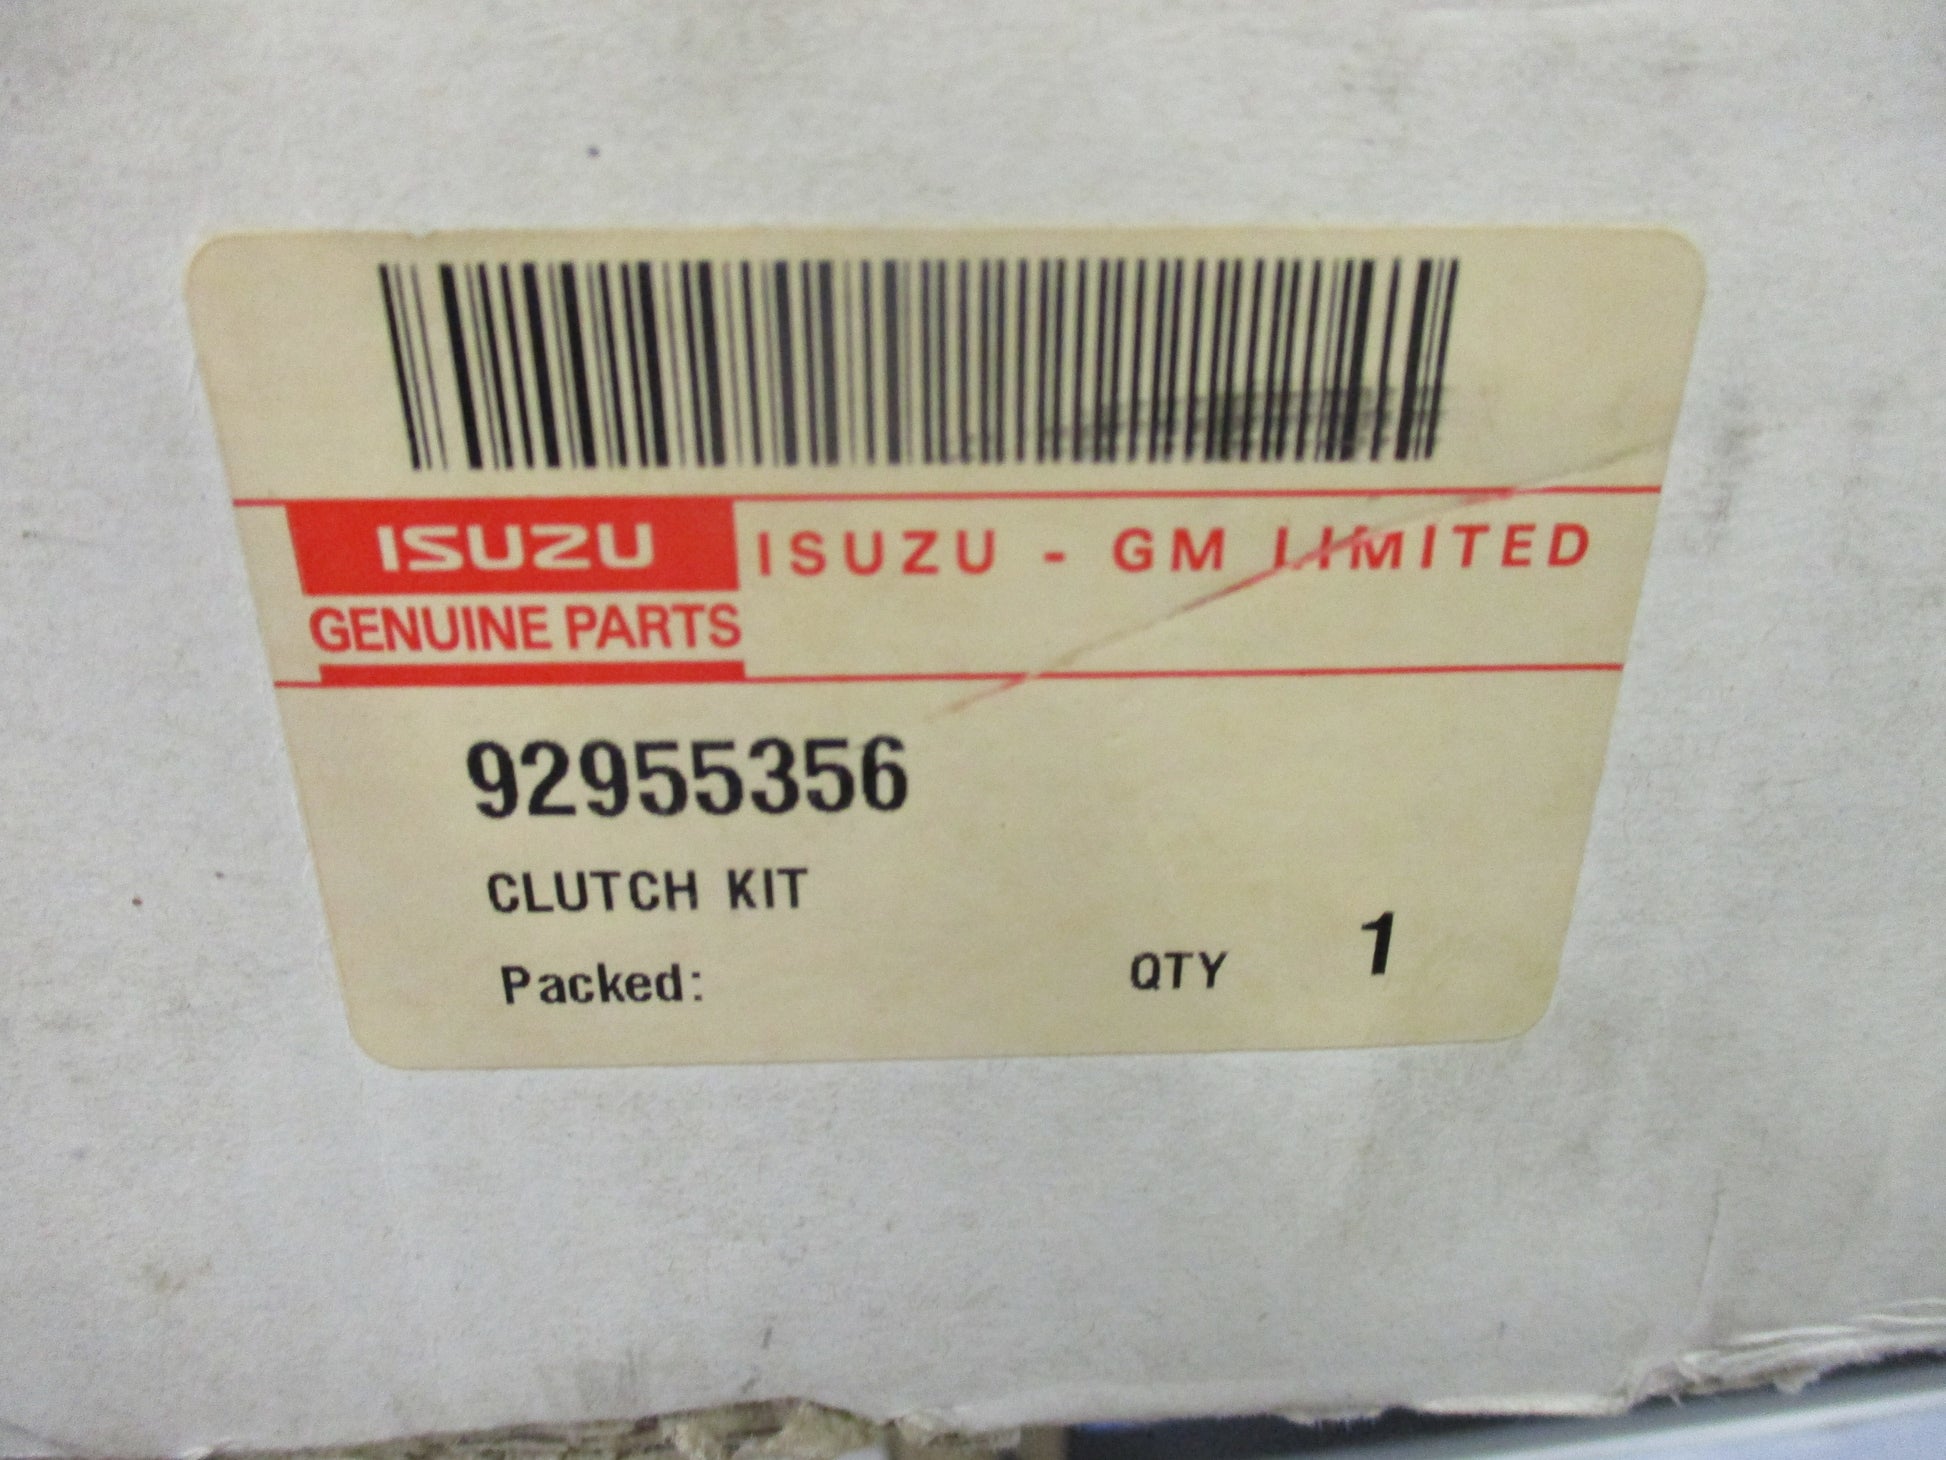 ISUZU ISUZU - GM LIMITED
GENUINE PARTS
92955356
CLUTCH KIT
Packed: QTY 1